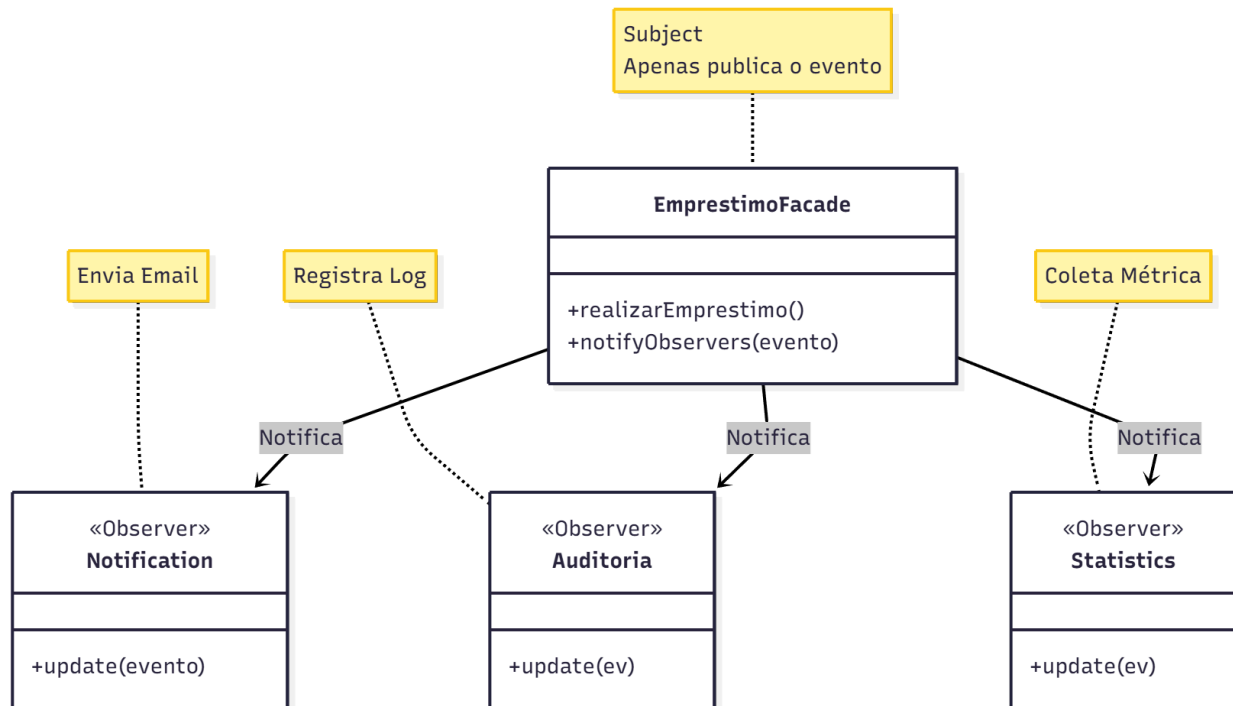 Subject
Apenas publica o evento
EmprestimoFacade
+realizarEmprestimo()
+notifyObservers(evento)
Envia Email
Registra Log
Coleta Métrica
Notifica
Notifica
Notifica
«Observer»
Notification
+update(evento)
«Observer»
Auditoria
+update(ev)
«Observer»
Statistics
+update(ev)